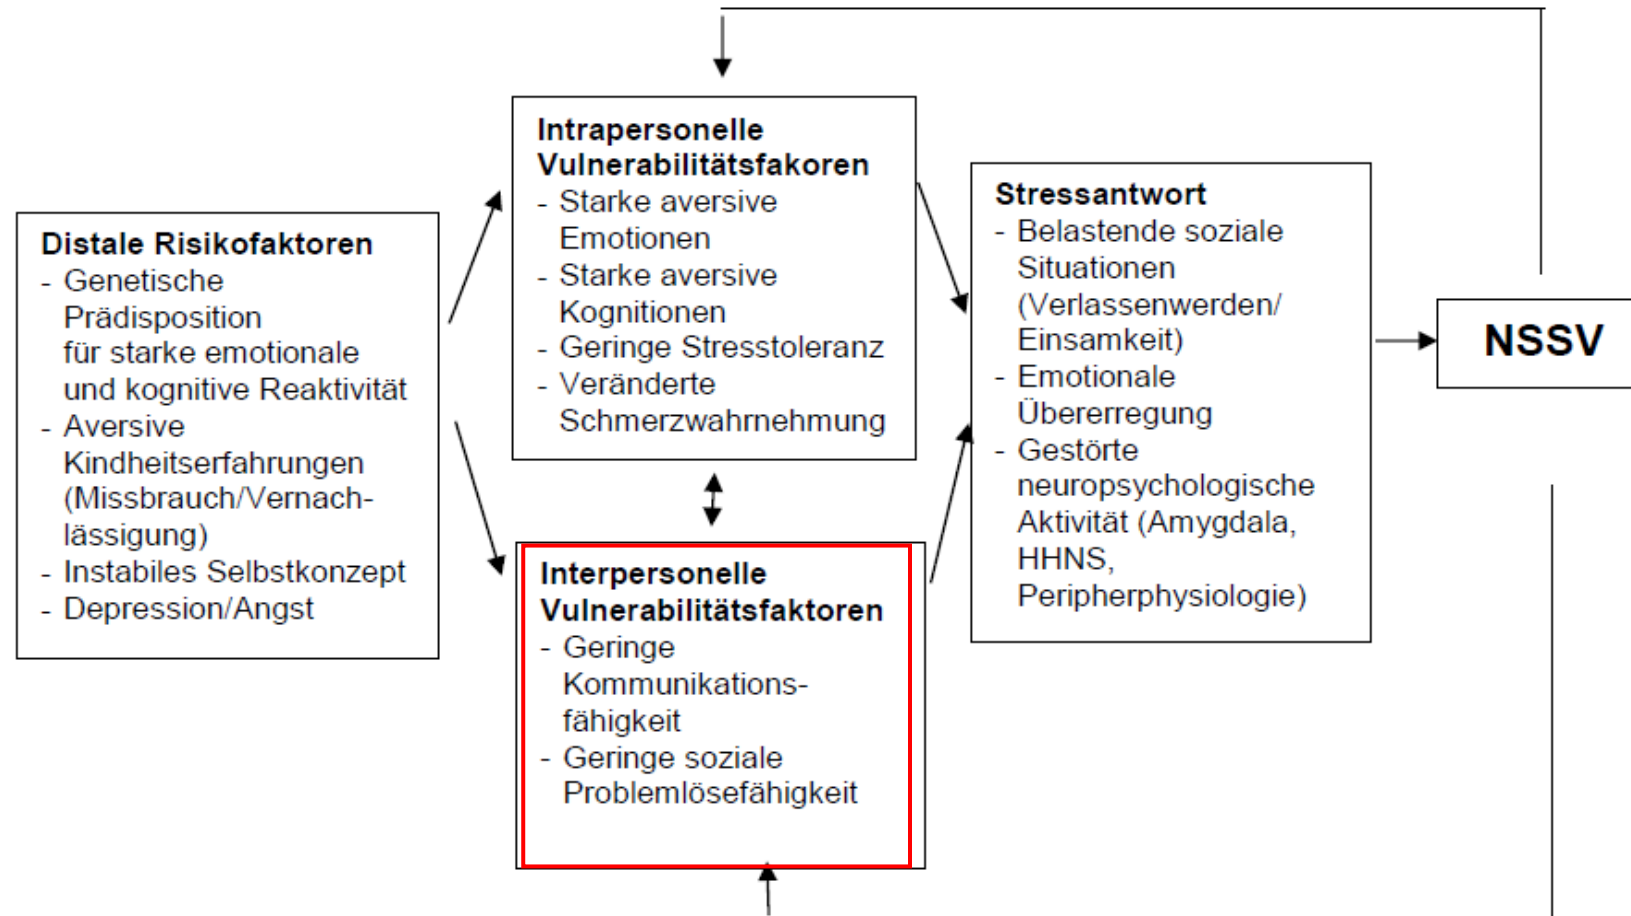 Distale Risikofaktoren
- Genetische
Prädisposition
für starke emotionale
und kognitive Reaktivität
- Aversive
Kindheitserfahrungen
(Missbrauch/Vernach-
lässigung)
- Instabiles Selbstkonzept
- Depression/Angst
Intrapersonelle
Vulnerabilitätsfakoren
- Starke aversive
Emotionen
- Starke aversive
Kognitionen
- Geringe Stresstoleranz
- Veränderte
Schmerzwahrnehmung
Interpersonelle
Vulnerabilitätsfaktoren
- Geringe
Kommunikations-
fähigkeit
- Geringe soziale
Problemlösefähigkeit
Stressantwort
- Belastende soziale
Situationen
(Verlassenwerden/
Einsamkeit)
- Emotionale
Übererregung
- Gestörte
neuropsychologische
Aktivität (Amygdala,
HHNS,
Peripherphysiologie)
NSSV